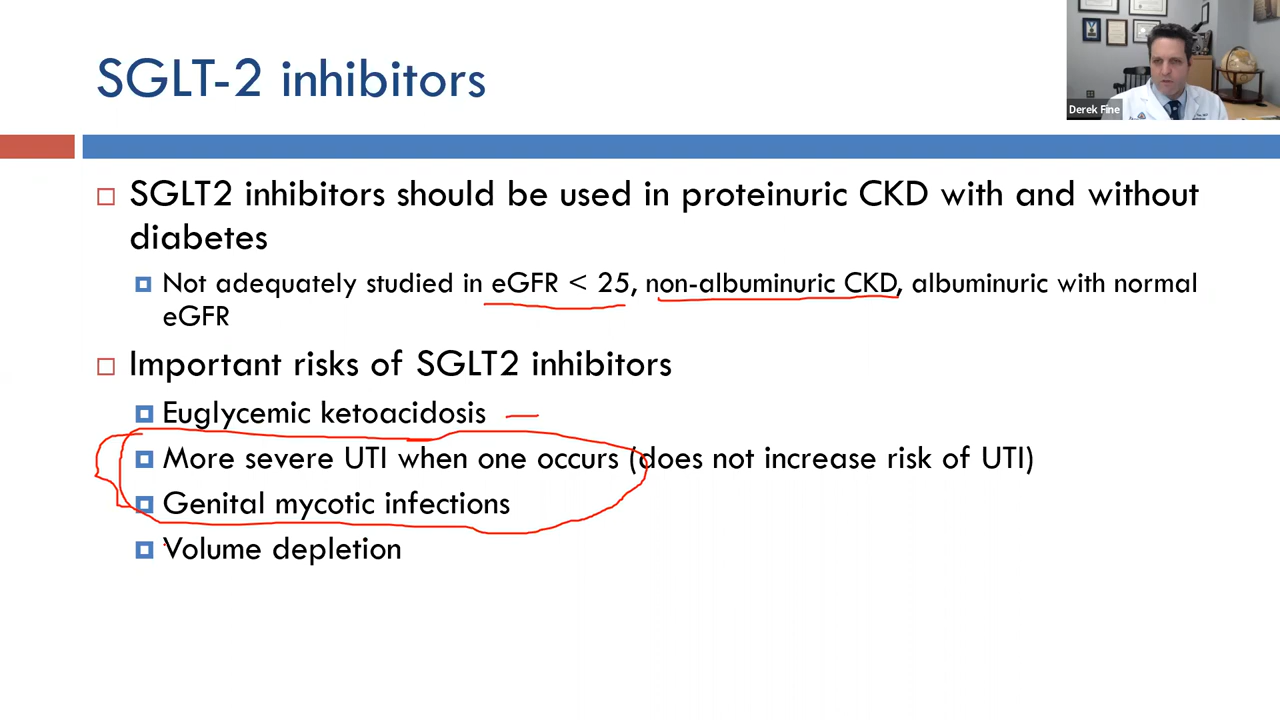 SGLT-2 inhibitors
Derek Fine
SGLT2 inhibitors should be used in proteinuric CKD with and without
diabetes
Not adequately studied in eGFR < 25, non-albuminuric CKD, albuminuric with normal
eGFR
Important risks of SGLT2 inhibitors
Euglycemic ketoacidosis
More severe UTI when one occurs (does not increase risk of UTI)
Genital mycotic infections
Volume depletion